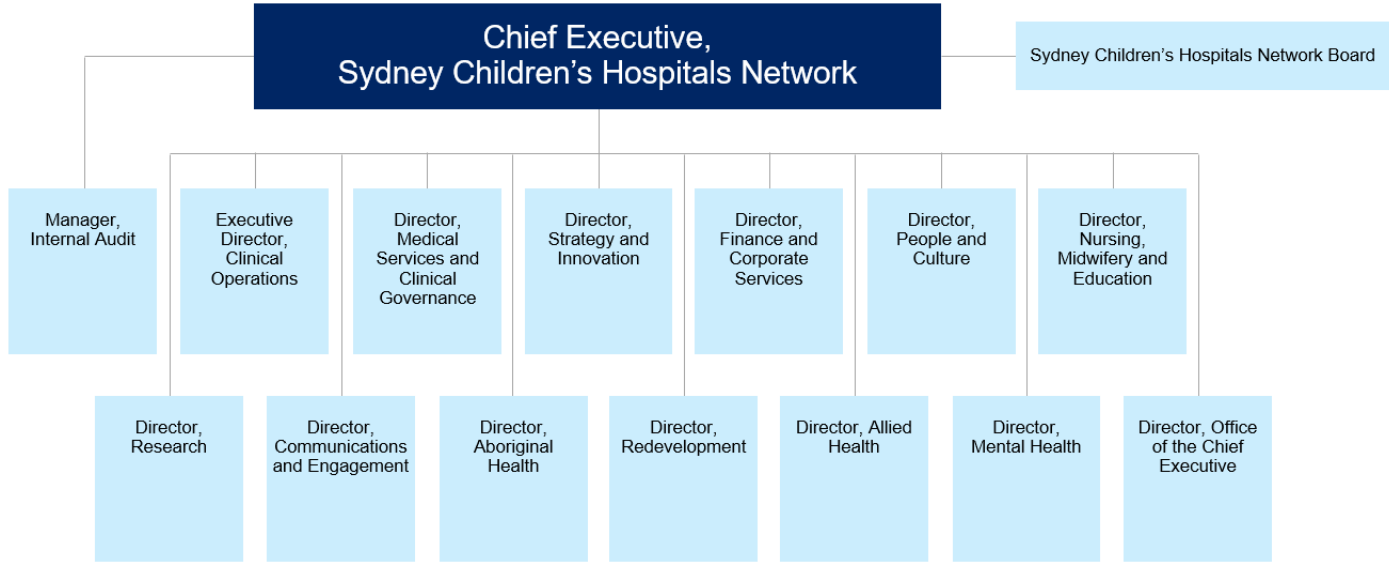 Chief Executive,
Sydney Children’s Hospitals Network
Sydney Children’s Hospitals Network Board
Manager,
Internal Audit
Executive
Director,
Clinical
Operations
Director,
Medical
Services and
Clinical
Governance
Director,
Strategy and
Innovation
Director,
Finance and
Corporate
Services
Director,
People and
Culture
Director,
Nursing,
Midwifery and
Education
Director,
Research
Director,
Communications
and Engagement
Director,
Aboriginal
Health
Director,
Redevelopment
Director, Allied
Health
Director,
Mental Health
Director, Office
of the Chief
Executive